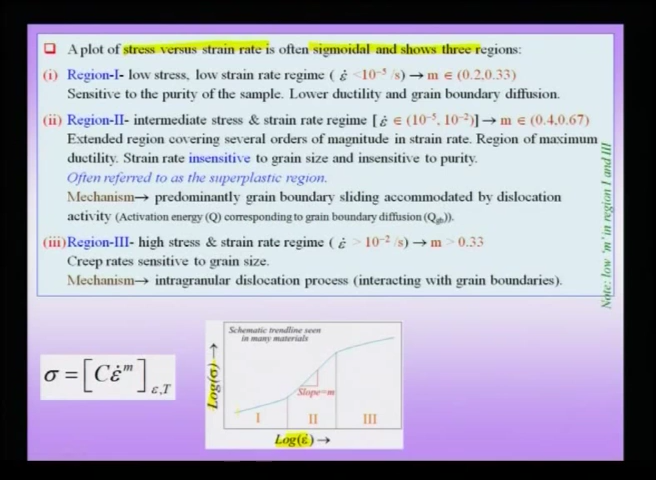 ❑ A plot of stress versus strain rate is often sigmoidal and shows three regions:
(i) Region-I- low stress, low strain rate regime ( ε̇ <10⁻⁵ /s) → m ∈ (0.2,0.33)
Sensitive to the purity of the sample. Lower ductility and grain boundary diffusion.
(ii) Region-II- intermediate stress & strain rate regime [ ε̇ ∈ (10⁻⁵, 10⁻²)] → m ∈ (0.4,0.67)
Extended region covering several orders of magnitude in strain rate. Region of maximum
ductility. Strain rate insensitive to grain size and insensitive to purity.
Often referred to as the superplastic region.
Mechanism→ predominantly grain boundary sliding accommodated by dislocation
activity (Activation energy (Q) corresponding to grain boundary diffusion (Q_gb)).
(iii)Region-III- high stress & strain rate regime ( ε̇ > 10⁻² /s) → m > 0.33
Creep rates sensitive to grain size.
Mechanism→ intragranular dislocation process (interacting with grain boundaries).
Note: low 'm' in region I and III
σ = [Cε̇^m]_ε,T
Schematic trendline seen
in many materials
Log(σ) →
Slope=m
I II III
Log(ε̇) →